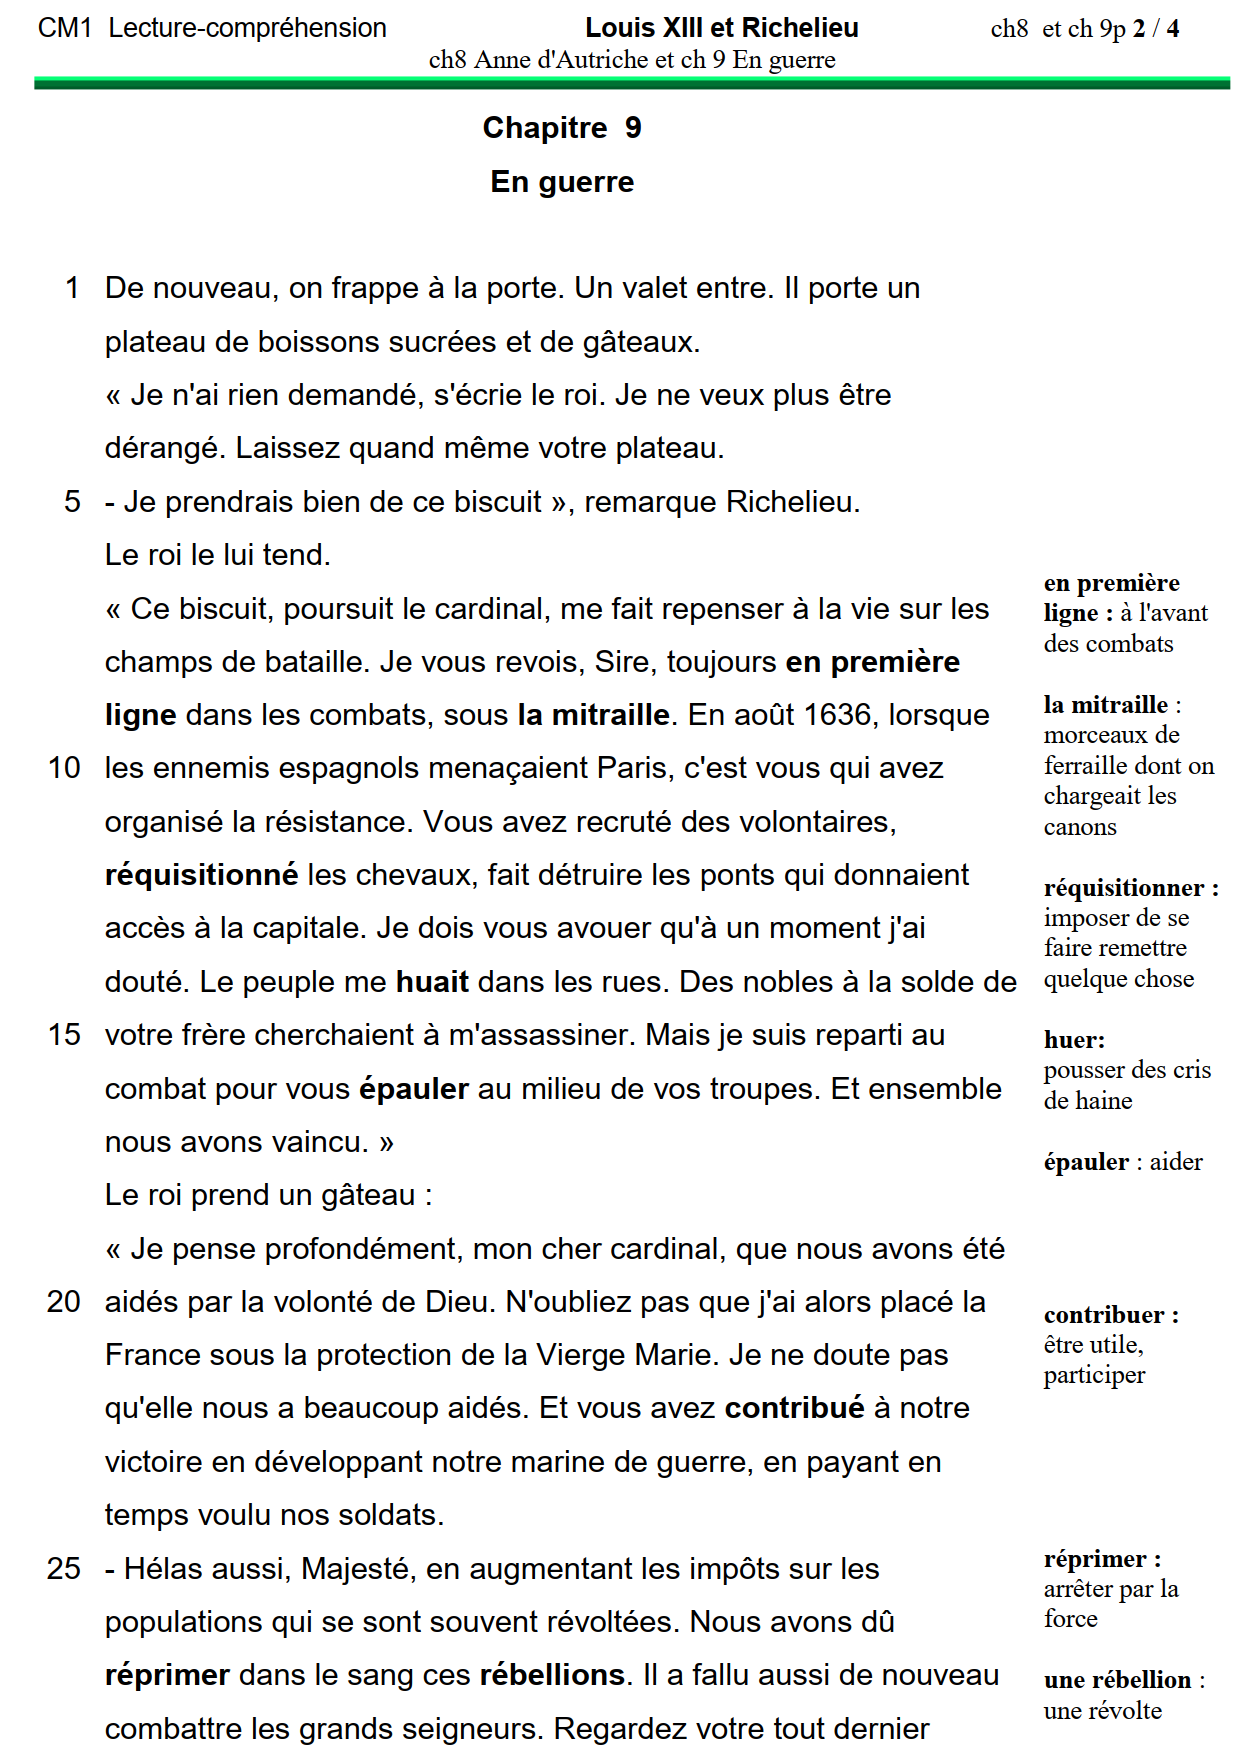 CM1 Lecture-compréhension Louis XIII et Richelieu ch8 et ch 9p 2 / 4
ch8 Anne d'Autriche et ch 9 En guerre
Chapitre 9
En guerre
1 De nouveau, on frappe à la porte. Un valet entre. Il porte un
plateau de boissons sucrées et de gâteaux.
« Je n'ai rien demandé, s'écrie le roi. Je ne veux plus être
dérangé. Laissez quand même votre plateau.
5 - Je prendrais bien de ce biscuit », remarque Richelieu.
Le roi le lui tend.
« Ce biscuit, poursuit le cardinal, me fait repenser à la vie sur les
champs de bataille. Je vous revois, Sire, toujours en première
ligne dans les combats, sous la mitraille. En août 1636, lorsque
10 les ennemis espagnols menaçaient Paris, c'est vous qui avez
organisé la résistance. Vous avez recruté des volontaires,
réquisitionné les chevaux, fait détruire les ponts qui donnaient
accès à la capitale. Je dois vous avouer qu'à un moment j'ai
douté. Le peuple me huait dans les rues. Des nobles à la solde de
15 votre frère cherchaient à m'assassiner. Mais je suis reparti au
combat pour vous épauler au milieu de vos troupes. Et ensemble
nous avons vaincu. »
Le roi prend un gâteau :
« Je pense profondément, mon cher cardinal, que nous avons été
20 aidés par la volonté de Dieu. N'oubliez pas que j'ai alors placé la
France sous la protection de la Vierge Marie. Je ne doute pas
qu'elle nous a beaucoup aidés. Et vous avez contribué à notre
victoire en développant notre marine de guerre, en payant en
temps voulu nos soldats.
25 - Hélas aussi, Majesté, en augmentant les impôts sur les
populations qui se sont souvent révoltées. Nous avons dû
réprimer dans le sang ces rébellions. Il a fallu aussi de nouveau
combattre les grands seigneurs. Regardez votre tout dernier
en première
ligne : à l'avant
des combats
la mitraille :
morceaux de
ferraille dont on
chargeait les
canons
réquisitionner :
imposer de se
faire remettre
quelque chose
huer:
pousser des cris
de haine
épauler : aider
contribuer :
être utile,
participer
réprimer :
arrêter par la
force
une rébellion :
une révolte